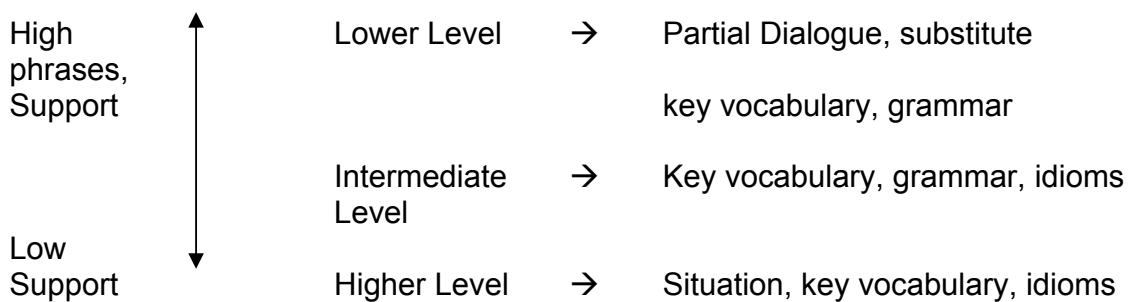 High Lower Level → Partial Dialogue, substitute
phrases,
Support key vocabulary, grammar
Intermediate → Key vocabulary, grammar, idioms
Level
Low
Support Higher Level → Situation, key vocabulary, idioms